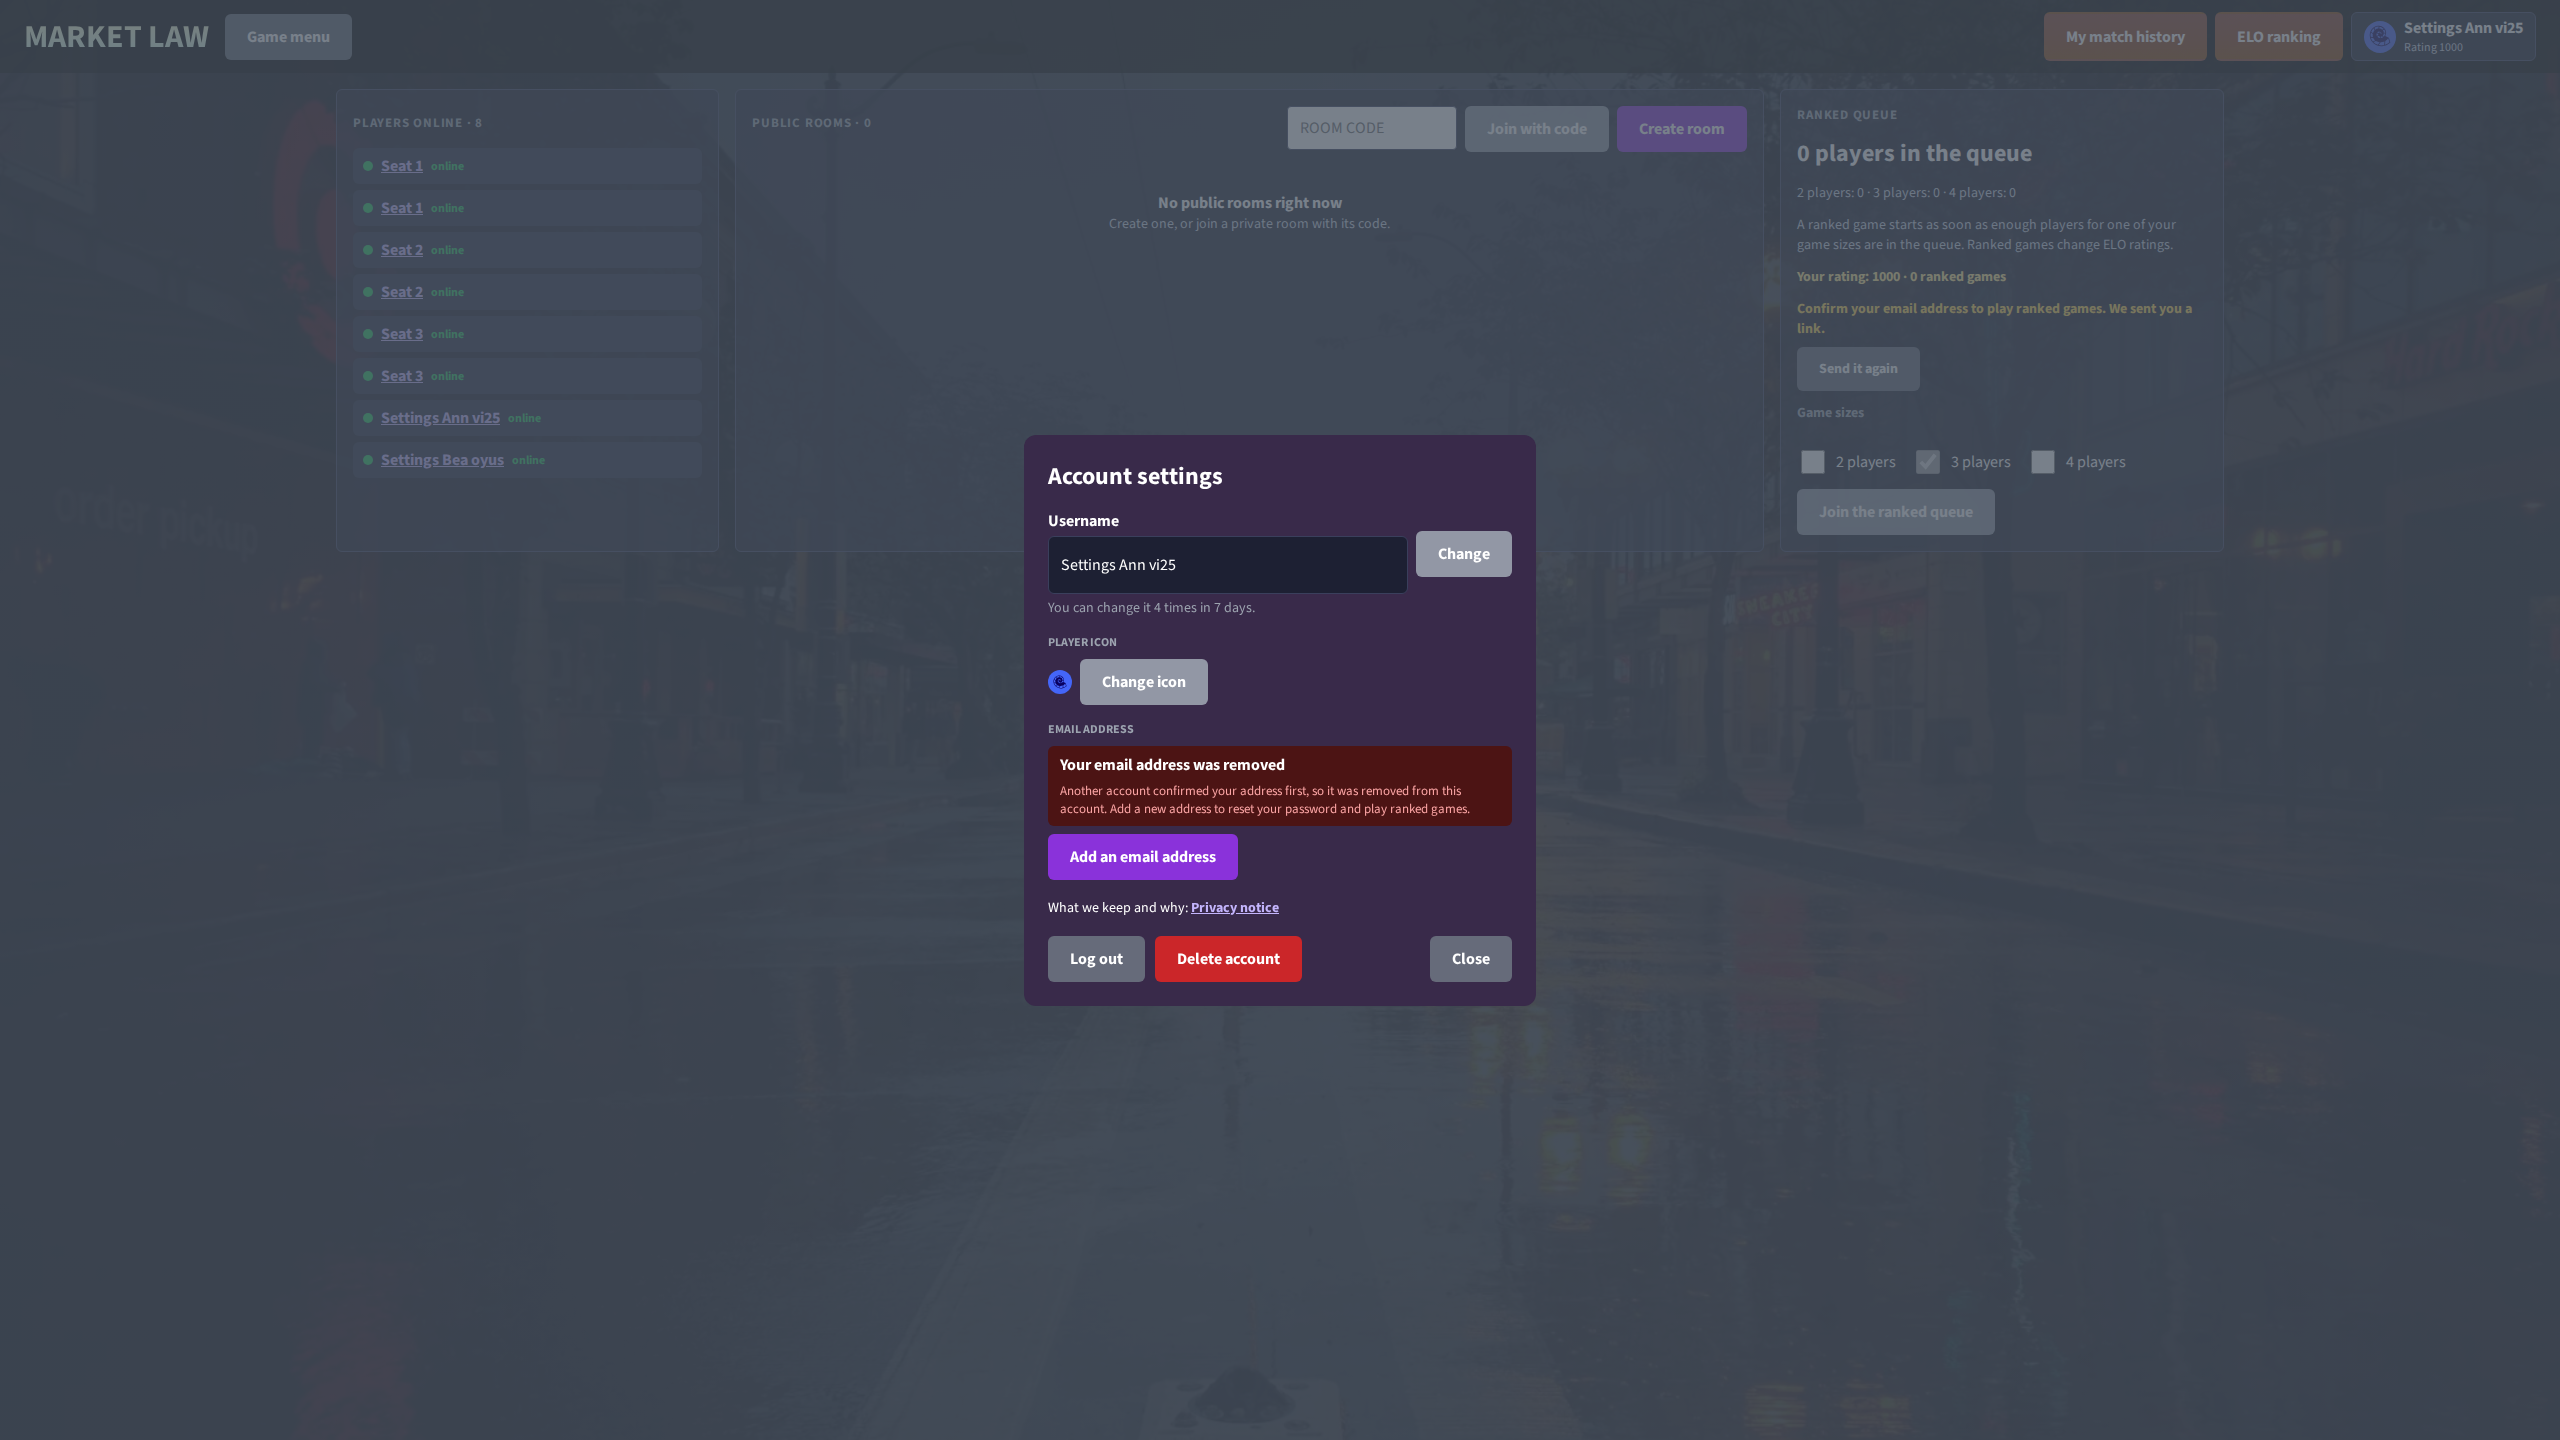 MARKET LAW
Game menu
My match history
ELO ranking
Settings Ann vi25
Rating 1000
PLAYERS ONLINE · 8
Seat 1 online
Seat 1 online
Seat 2 online
Seat 2 online
Seat 3 online
Seat 3 online
Settings Ann vi25 online
Settings Bea oyus online
PUBLIC ROOMS · 0
ROOM CODE
Join with code
Create room
No public rooms right now
Create one, or join a private room with its code.
RANKED QUEUE
0 players in the queue
2 players: 0 · 3 players: 0 · 4 players: 0
A ranked game starts as soon as enough players for one of your
game sizes are in the queue. Ranked games change ELO ratings.
Your rating: 1000 · 0 ranked games
Confirm your email address to play ranked games. We sent you a
link.
Send it again
Game sizes
2 players
3 players
4 players
Join the ranked queue
order pickup
SNEAKER
CITY
Account settings
Username
Settings Ann vi25
Change
You can change it 4 times in 7 days.
PLAYER ICON
Change icon
EMAIL ADDRESS
Your email address was removed
Another account confirmed your address first, so it was removed from this
account. Add a new address to reset your password and play ranked games.
Add an email address
What we keep and why: Privacy notice
Log out
Delete account
Close